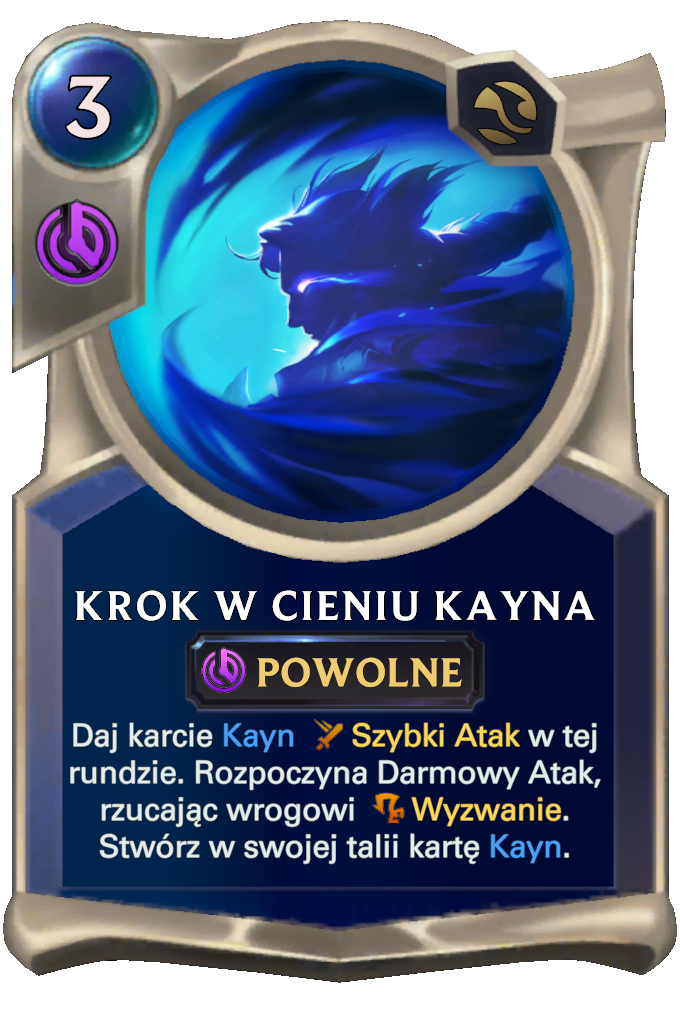 3
KROK W CIENIU KAYNA
POWOLNE
Daj karcie Kayn Szybki Atak w tej
rundzie. Rozpoczyna Darmowy Atak,
rzucając wrogowi Wyzwanie.
Stwórz w swojej talii kartę Kayn.